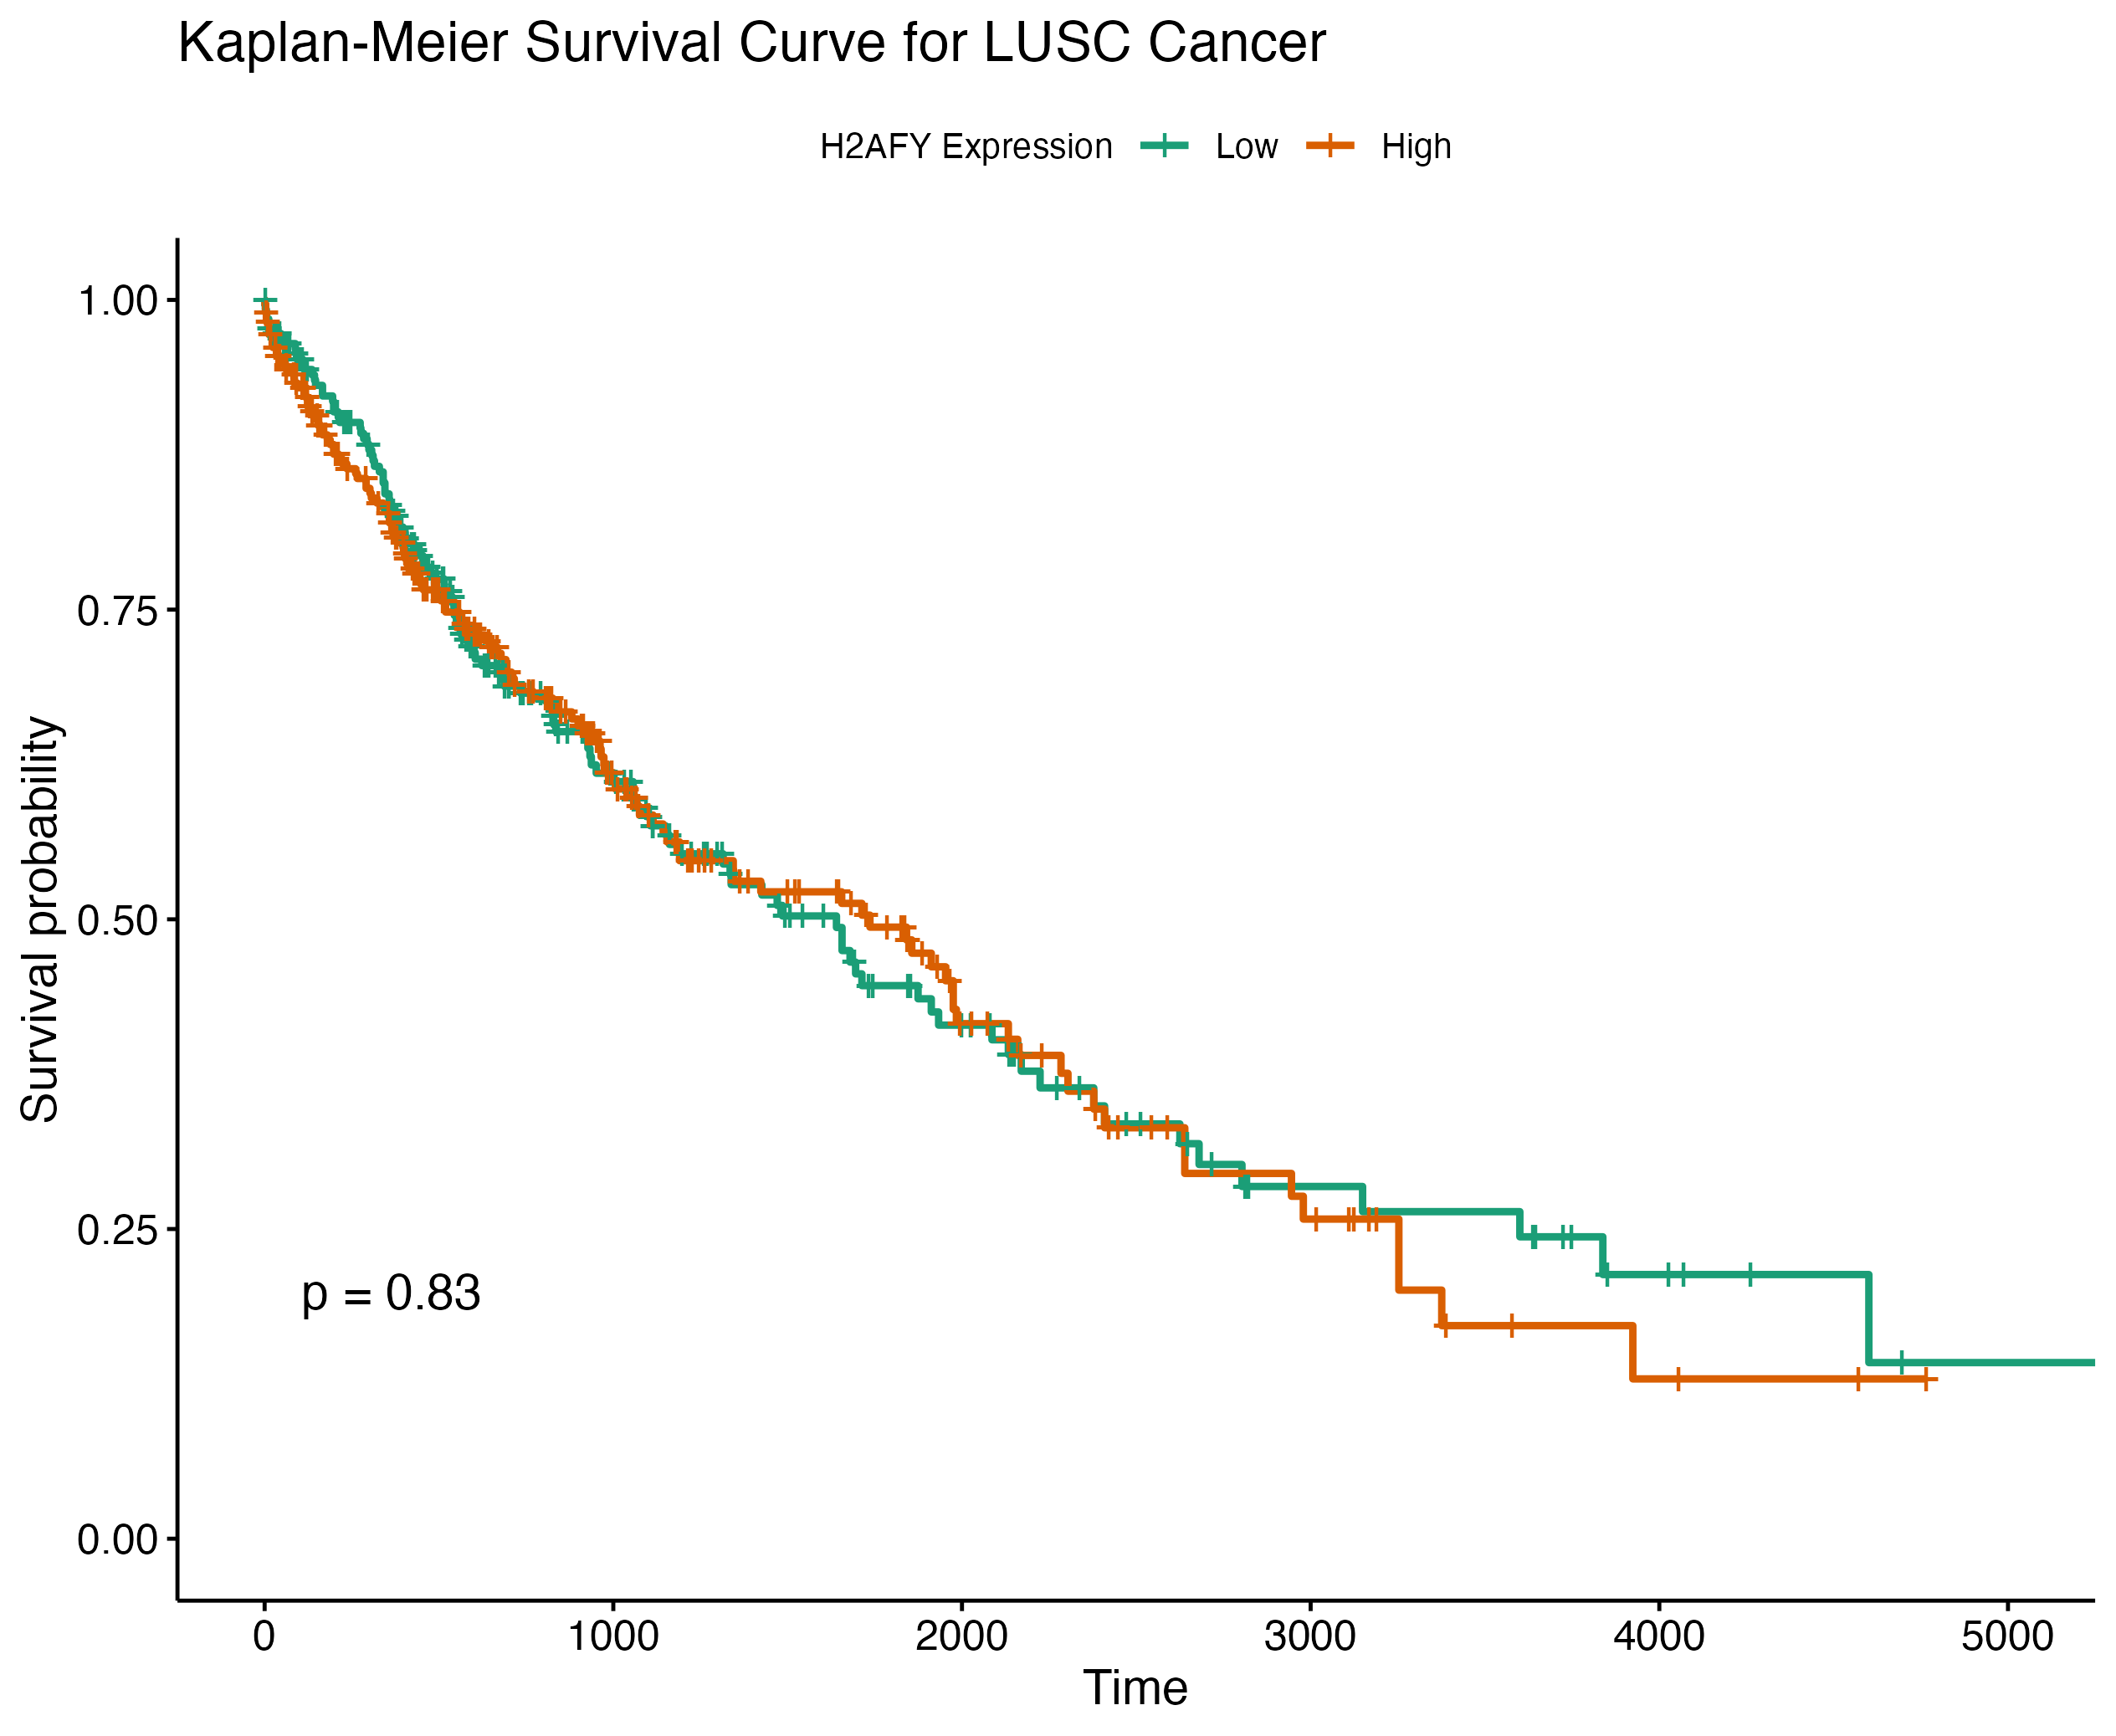 Kaplan-Meier Survival Curve for LUSC Cancer
H2AFY Expression Low High
Survival probability
1.00
0.75
0.50
0.25
0.00
p = 0.83
0 1000 2000 3000 4000 5000
Time